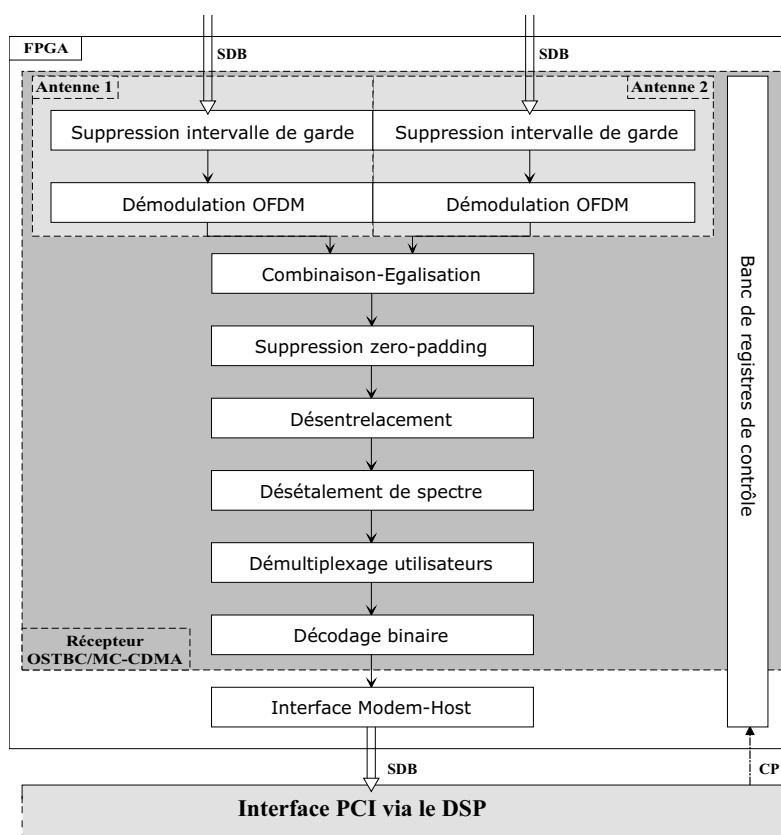 FPGA
SDB
SDB
Antenne 1
Antenne 2
Suppression intervalle de garde
Suppression intervalle de garde
Démodulation OFDM
Démodulation OFDM
Combinaison-Egalisation
Suppression zero-padding
Désentrelacement
Désétalement de spectre
Démultiplexage utilisateurs
Décodage binaire
Récepteur
OSTBC/MC-CDMA
Interface Modem-Host
Banc de registres de contrôle
SDB
CP
Interface PCI via le DSP